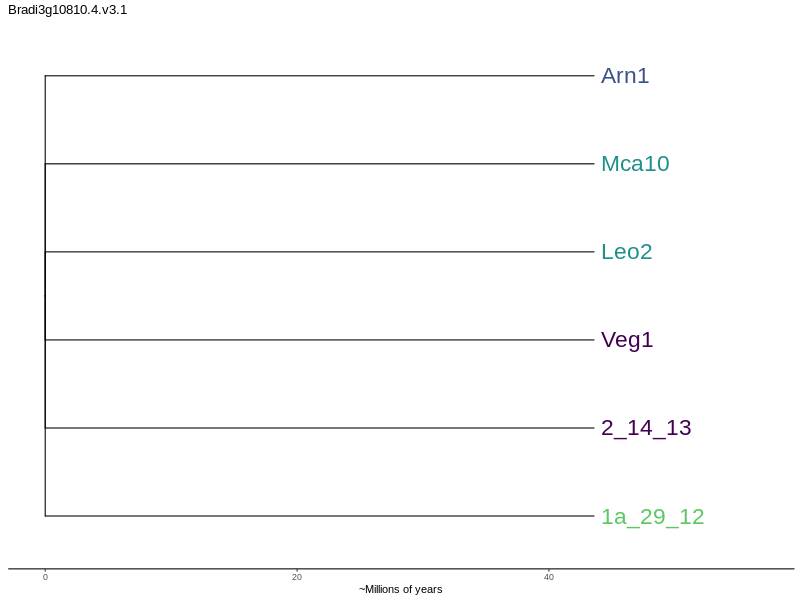 Bradi3g10810.4.v3.1
Arn1
Mca10
Leo2
Veg1
2_14_13
1a_29_12
0 20 40
~Millions of years